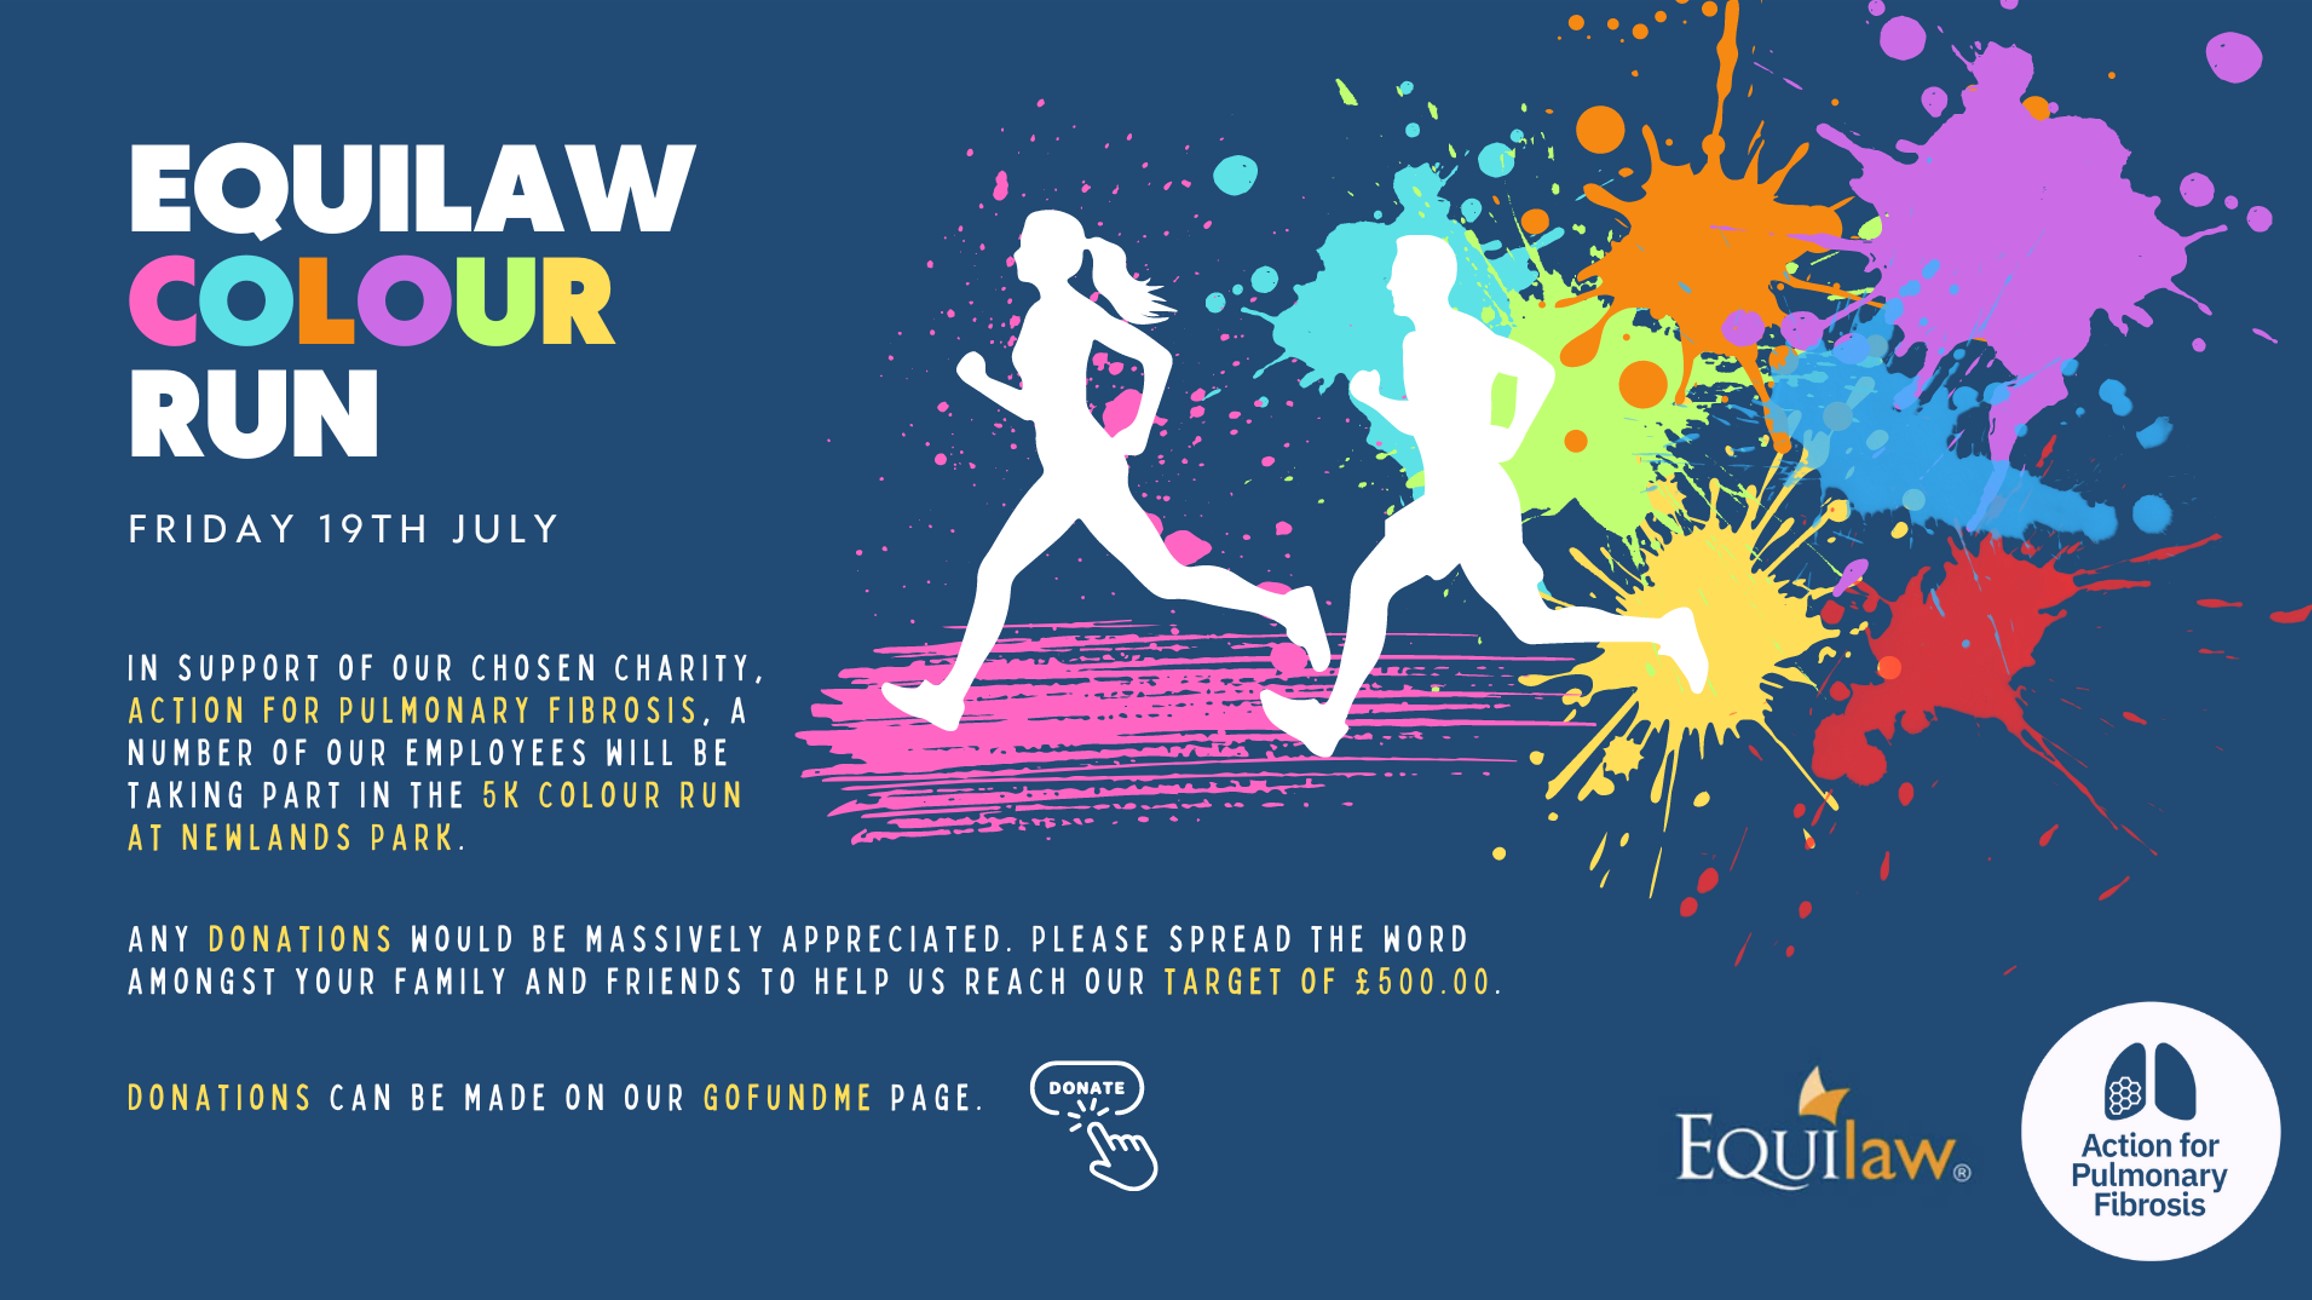 EQUILAW
COLOUR
RUN
FRIDAY 19TH JULY
IN SUPPORT OF OUR CHOSEN CHARITY,
ACTION FOR PULMONARY FIBROSIS, A
NUMBER OF OUR EMPLOYEES WILL BE
TAKING PART IN THE 5K COLOUR RUN
AT NEWLANDS PARK.
ANY DONATIONS WOULD BE MASSIVELY APPRECIATED. PLEASE SPREAD THE WORD
AMONGST YOUR FAMILY AND FRIENDS TO HELP US REACH OUR TARGET OF £500.00.
DONATIONS CAN BE MADE ON OUR GOFUNDME PAGE.
DONATE
EQUIlaw®
Action for
Pulmonary
Fibrosis